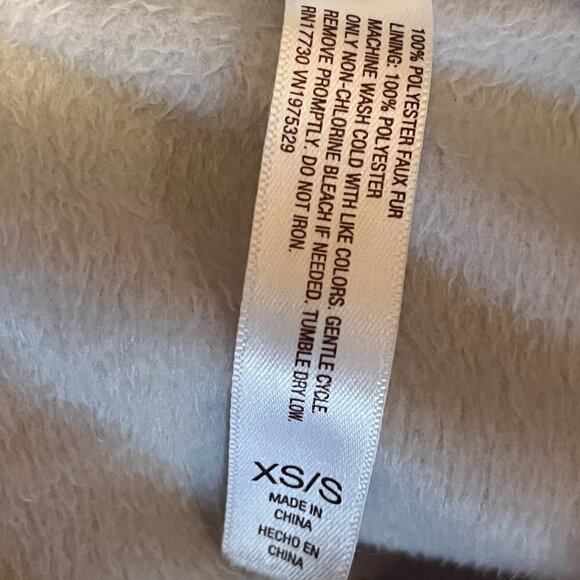 100% POLYESTER FAUX FUR
LINING: 100% POLYESTER
MACHINE WASH COLD WITH LIKE COLORS. GENTLE CYCLE
ONLY NON-CHLORINE BLEACH IF NEEDED. TUMBLE DRY LOW.
REMOVE PROMPTLY. DO NOT IRON.
RN17730 VN1975329
XS/S
MADE IN
CHINA
HECHO EN
CHINA